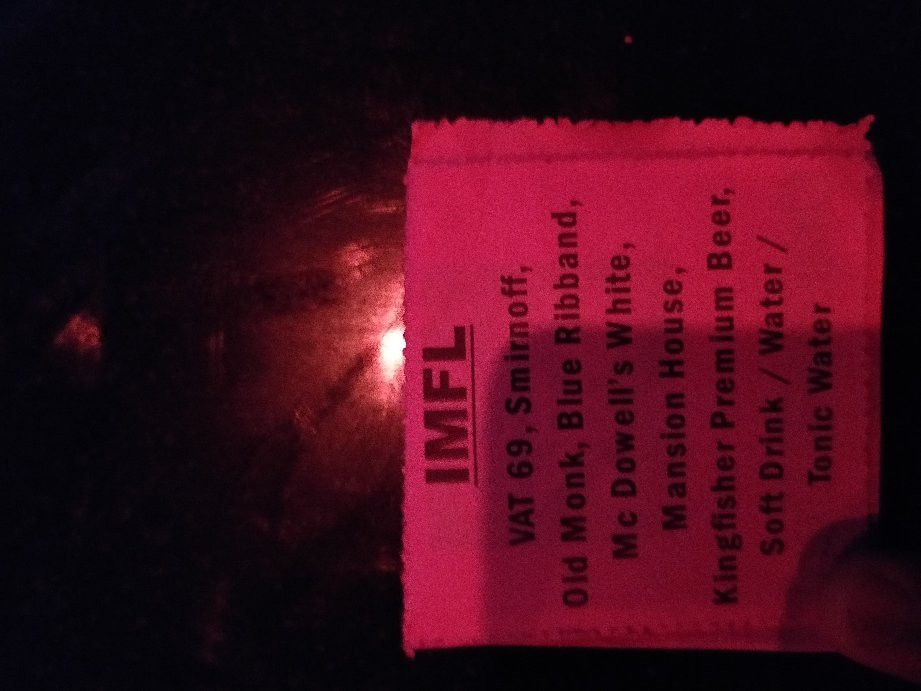 IMFL
VAT 69, Smirnoff,
Old Monk, Blue Ribband,
Mc Dowell's White,
Mansion House,
Kingfisher Premium Beer,
Soft Drink / Water /
Tonic Water